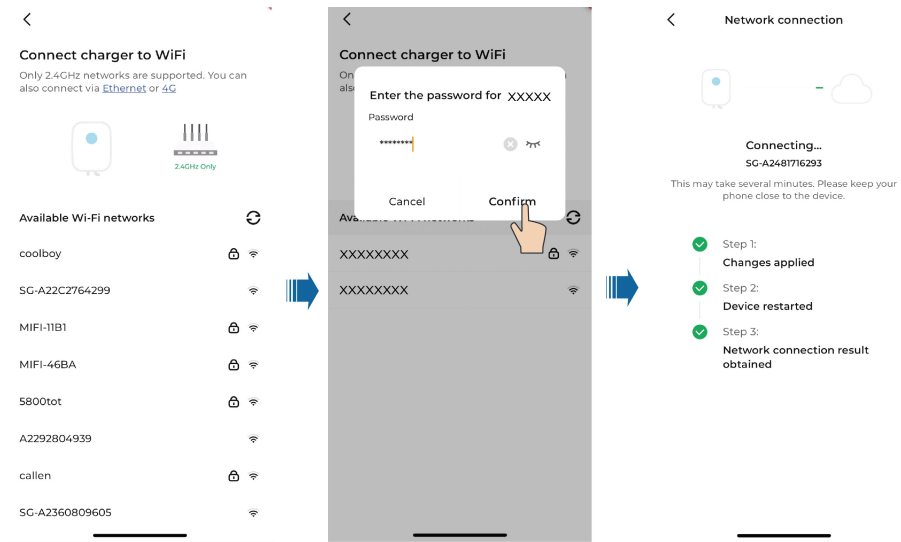 Connect charger to WiFi
Only 2.4GHz networks are supported. You can
also connect via Ethernet or 4G
2.4GHz Only
Available Wi-Fi networks
coolboy
SG-A22C2764299
MIFI-11B1
MIFI-46BA
5800tot
A2292804939
callen
SG-A2360809605
Connect charger to WiFi
Enter the password for XXXXX
Password
********
Cancel
Confirm
XXXXXXXX
XXXXXXXX
Network connection
Connecting...
SG-A2481716293
This may take several minutes. Please keep your
phone close to the device.
Step 1:
Changes applied
Step 2:
Device restarted
Step 3:
Network connection result
obtained